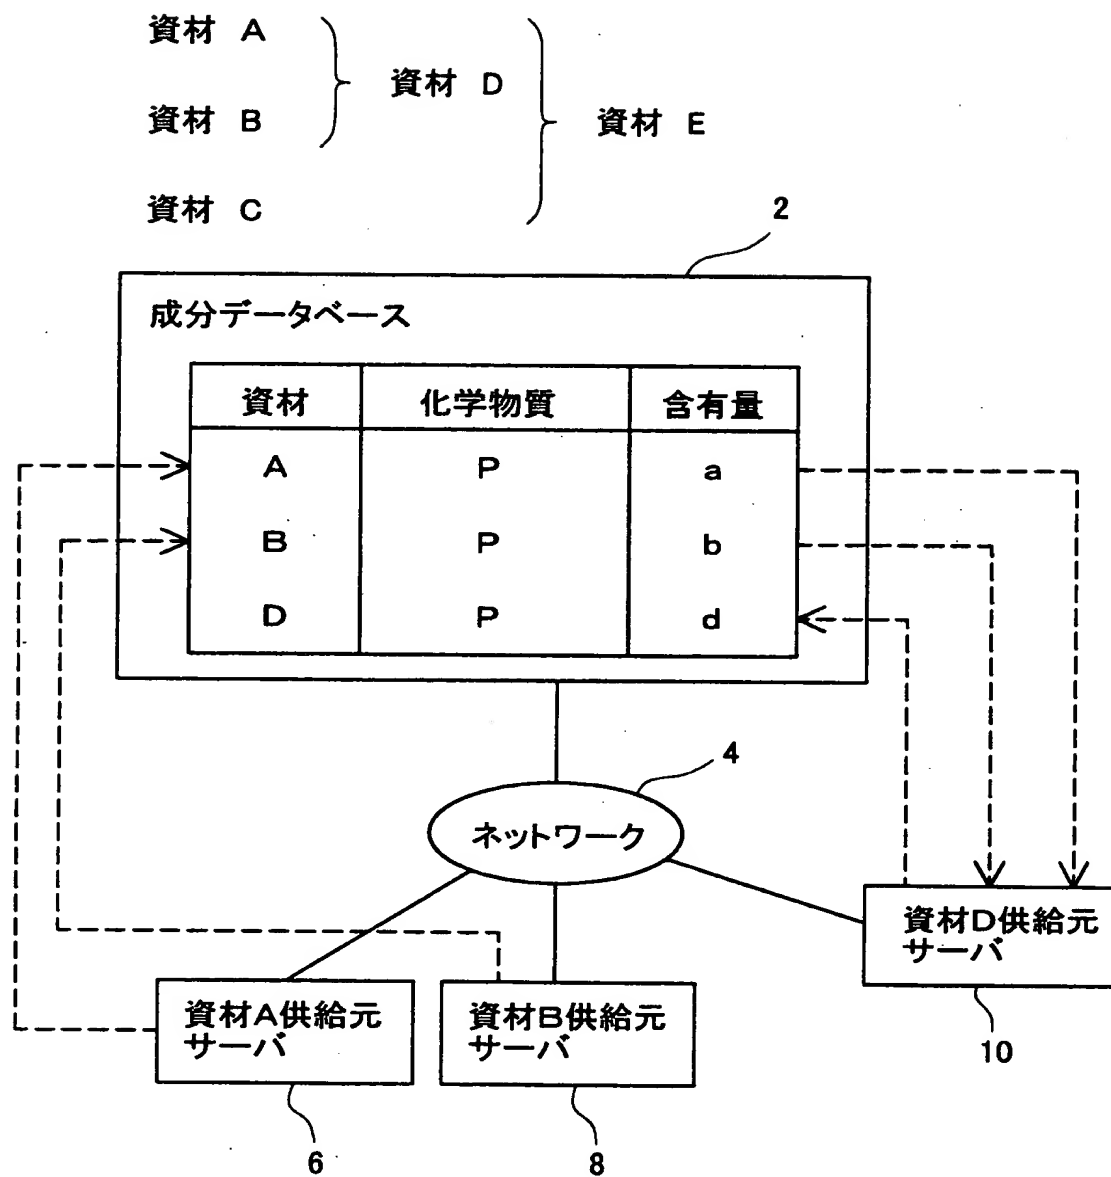 資材 A
資材 D
資材 B
資材 E
資材 C
2
成分データベース
資材 化学物質 含有量
A P a
B P b
D P d
4
ネットワーク
資材D供給元
サーバ
資材A供給元
サーバ
資材B供給元
サーバ
10
6
8